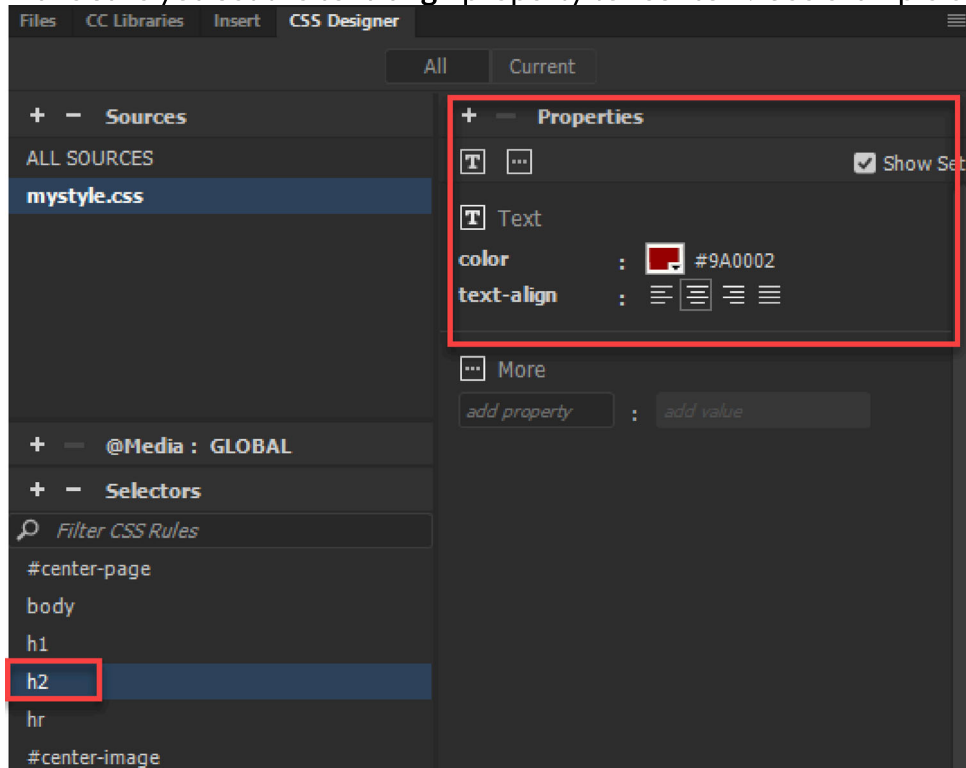 Files CC Libraries Insert CSS Designer
All Current
+ − Sources
ALL SOURCES
mystyle.css
+ − @Media : GLOBAL
+ − Selectors
Filter CSS Rules
#center-page
body
h1
h2
hr
#center-image
+ − Properties
T Show Set
T Text
color : #9A0002
text-align :
More
add property : add value